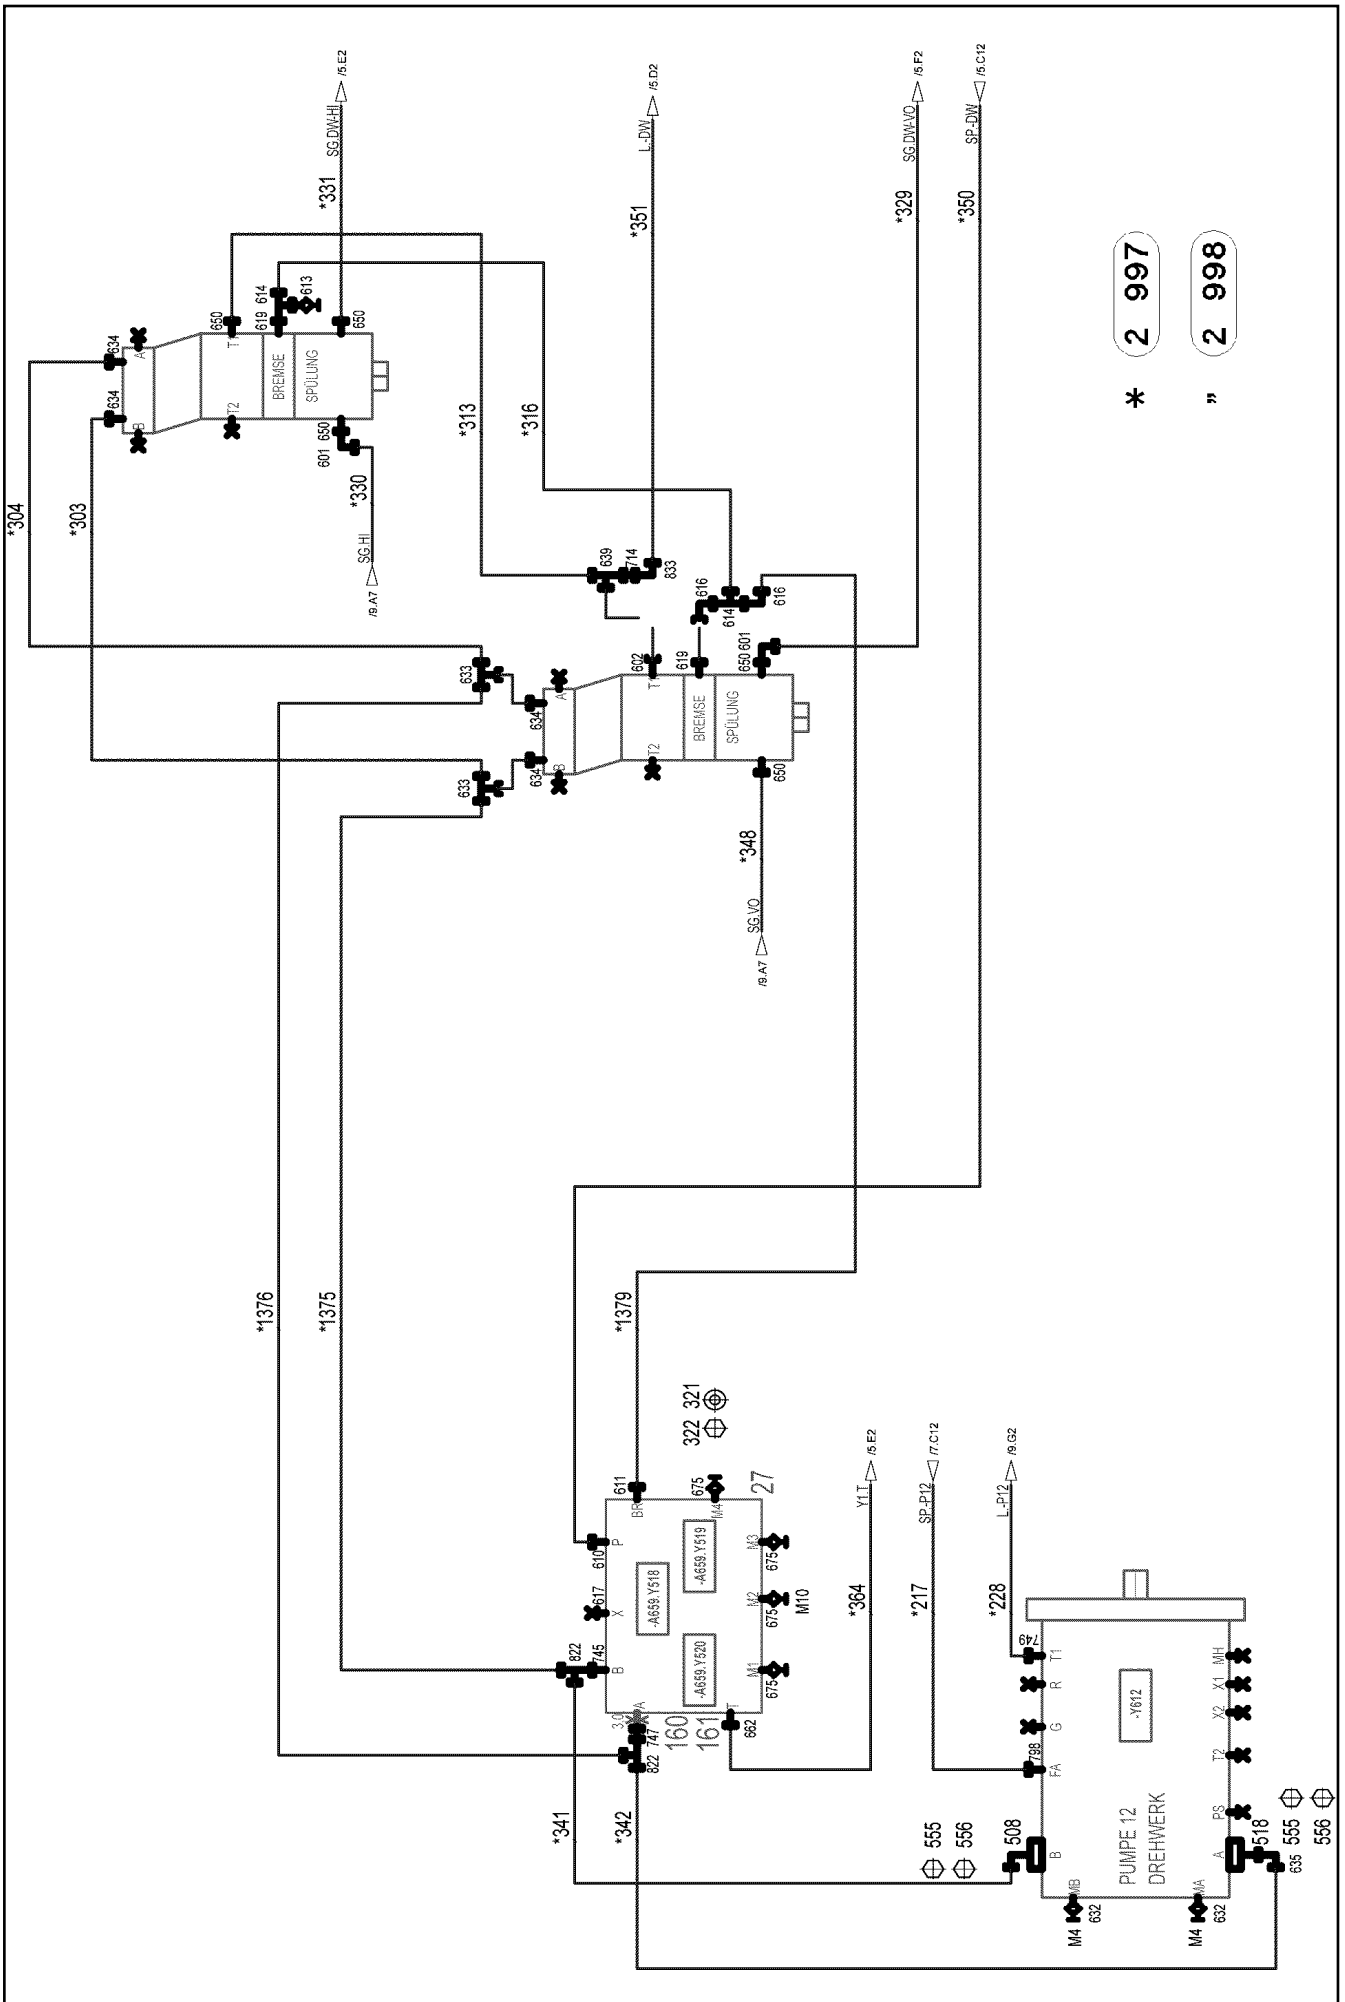 *304
*303
634
634
A
B
T1
T2
650
619
614
613
BREMSE
SPÜLUNG
650
650
601
*330
SG.HI
/9.A7
*331
SG.DW-HI
/5.E2
*313
*316
*351
L.-DW
/5.D2
*329
SG.DW-VO
/5.F2
*350
SP.-DW
/5.C12
639
714
833
616
614
616
633
633
634
634
A
B
T1
T2
602
619
650
601
BREMSE
SPÜLUNG
650
*348
SG.VO
/9.A7
* 2 997
" 2 998
*1376
*1375
*1379
322
321
611
BR
610
P
617
X
822
745
B
-A659.Y518
-A659.Y519
-A659.Y520
675
M4
27
675
M3
675
M2
M10
675
M1
3.0
A
747
822
160
161
T
662
*341
*342
*364
Y1.T
/5.E2
*217
SP.-P12
/7.C12
*228
L.-P12
/9.G2
749
T1
R
G
798
FA
-Y612
MH
X1
X2
T2
PS
PUMPE 12
DREHWERK
555
556
508
B
MB
M4
632
MA
M4
632
A
518
635
555
556